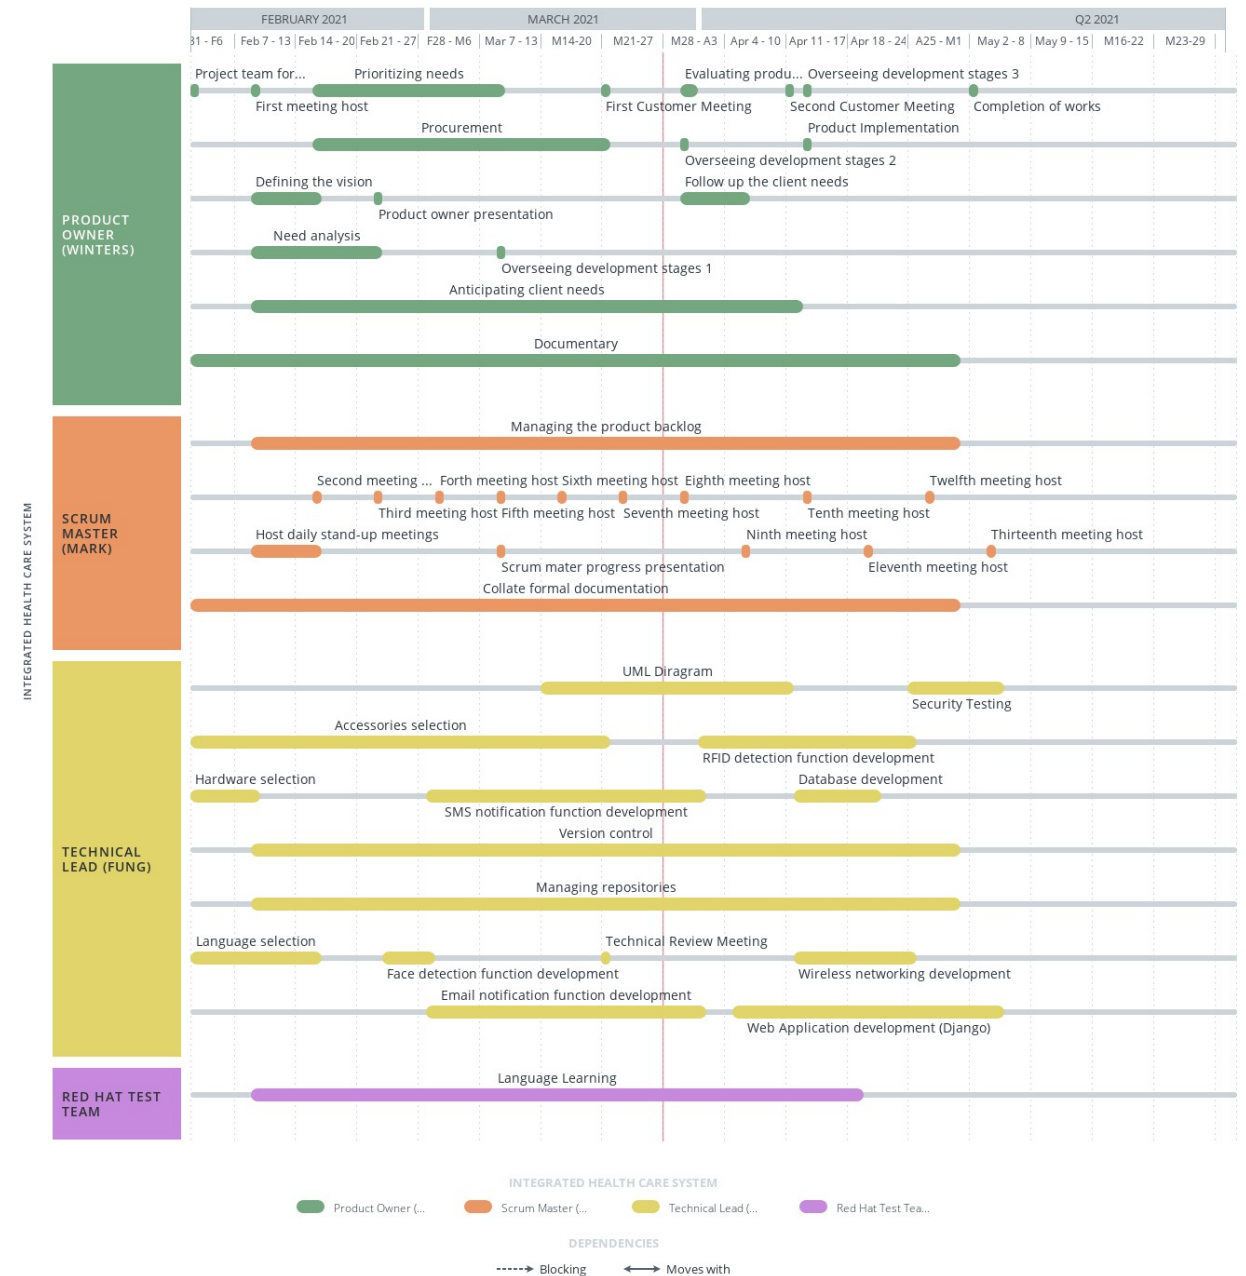 FEBRUARY 2021
MARCH 2021
Q2 2021
31 - F6
Feb 7 - 13
Feb 14 - 20
Feb 21 - 27
F28 - M6
Mar 7 - 13
M14-20
M21-27
M28 - A3
Apr 4 - 10
Apr 11 - 17
Apr 18 - 24
A25 - M1
May 2 - 8
May 9 - 15
M16-22
M23-29
INTEGRATED HEALTH CARE SYSTEM
PRODUCT
OWNER
(WINTERS)
Project team for...
Prioritizing needs
Evaluating produ...
Overseeing development stages 3
First meeting host
First Customer Meeting
Second Customer Meeting
Completion of works
Procurement
Product Implementation
Overseeing development stages 2
Defining the vision
Follow up the client needs
Product owner presentation
Need analysis
Overseeing development stages 1
Anticipating client needs
Documentary
SCRUM
MASTER
(MARK)
Managing the product backlog
Second meeting ...
Forth meeting host
Sixth meeting host
Eighth meeting host
Twelfth meeting host
Third meeting host
Fifth meeting host
Seventh meeting host
Tenth meeting host
Host daily stand-up meetings
Ninth meeting host
Thirteenth meeting host
Scrum mater progress presentation
Eleventh meeting host
Collate formal documentation
TECHNICAL
LEAD (FUNG)
UML Diragram
Security Testing
Accessories selection
RFID detection function development
Hardware selection
Database development
SMS notification function development
Version control
Managing repositories
Language selection
Technical Review Meeting
Face detection function development
Wireless networking development
Email notification function development
Web Application development (Django)
RED HAT TEST
TEAM
Language Learning
INTEGRATED HEALTH CARE SYSTEM
Product Owner (...
Scrum Master (...
Technical Lead (...
Red Hat Test Tea...
DEPENDENCIES
Blocking
Moves with